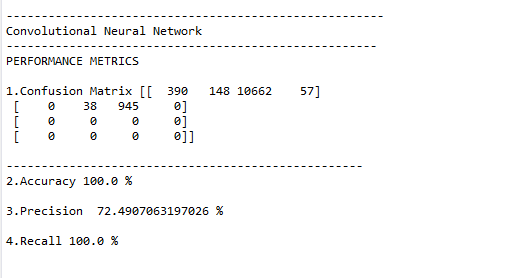 -----------------------------------------------------
Convolutional Neural Network
-----------------------------------------------------
PERFORMANCE METRICS
1.Confusion Matrix [[  390   148 10662    57]
 [    0    38   945     0]
 [    0     0     0     0]
 [    0     0     0     0]]
---------------------------------------------------
2.Accuracy 100.0 %
3.Precision  72.4907063197026 %
4.Recall 100.0 %